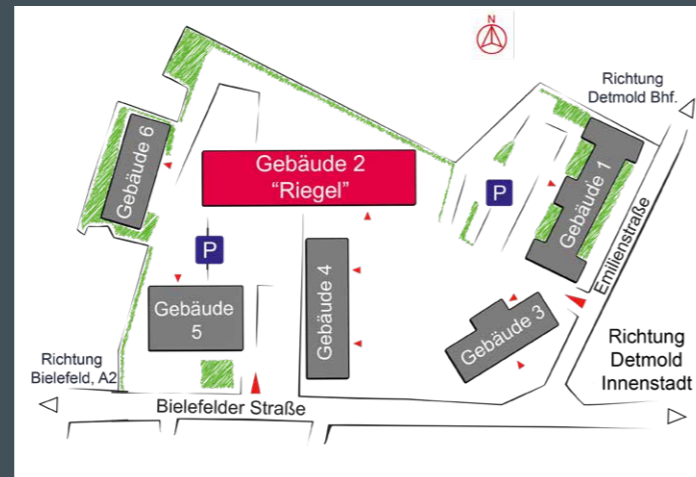 N
Richtung
Detmold Bhf.
Gebäude 6
Gebäude 2
"Riegel"
P
Gebäude 1
P
Emilienstraße
Gebäude 4
Gebäude
5
Gebäude 3
Richtung
Detmold
Innenstadt
Richtung
Bielefeld, A2
Bielefelder Straße